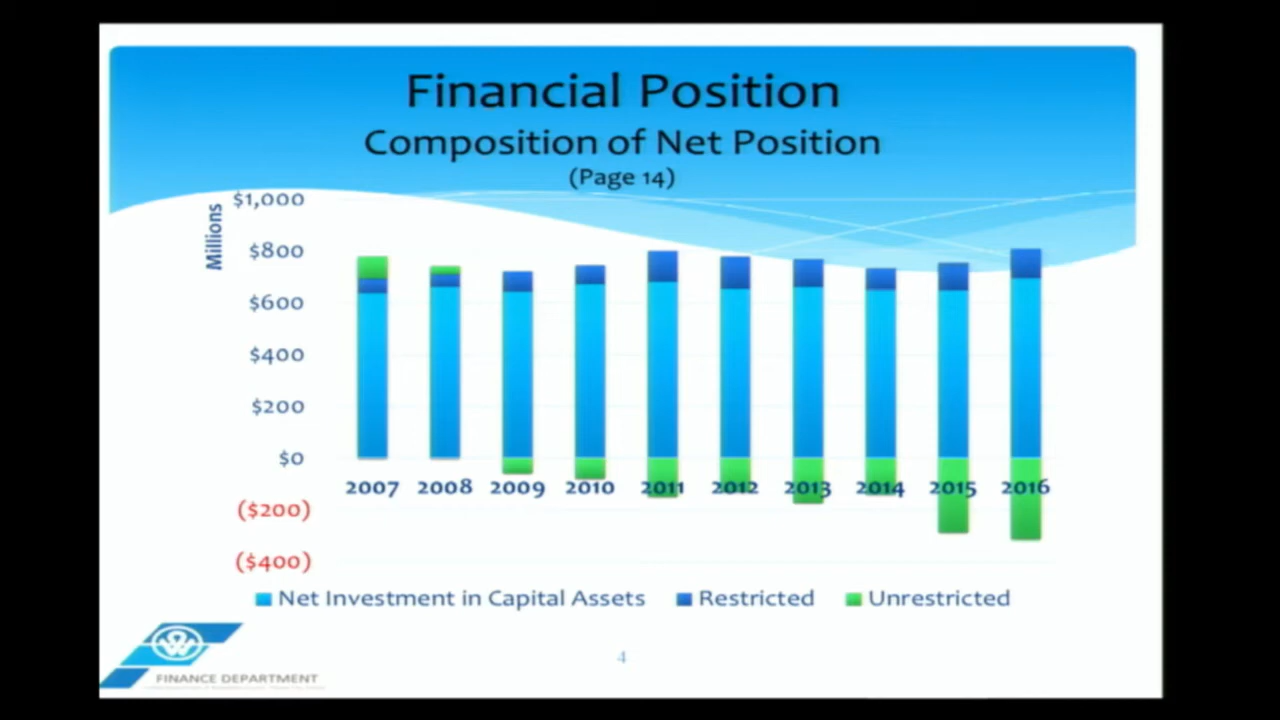 Financial Position
Composition of Net Position
(Page 14)
Millions
$1,000
$800
$600
$400
$200
$0
2007 2008 2009 2010 2011 2012 2013 2014 2015 2016
($200)
($400)
Net Investment in Capital Assets Restricted Unrestricted
4
FINANCE DEPARTMENT